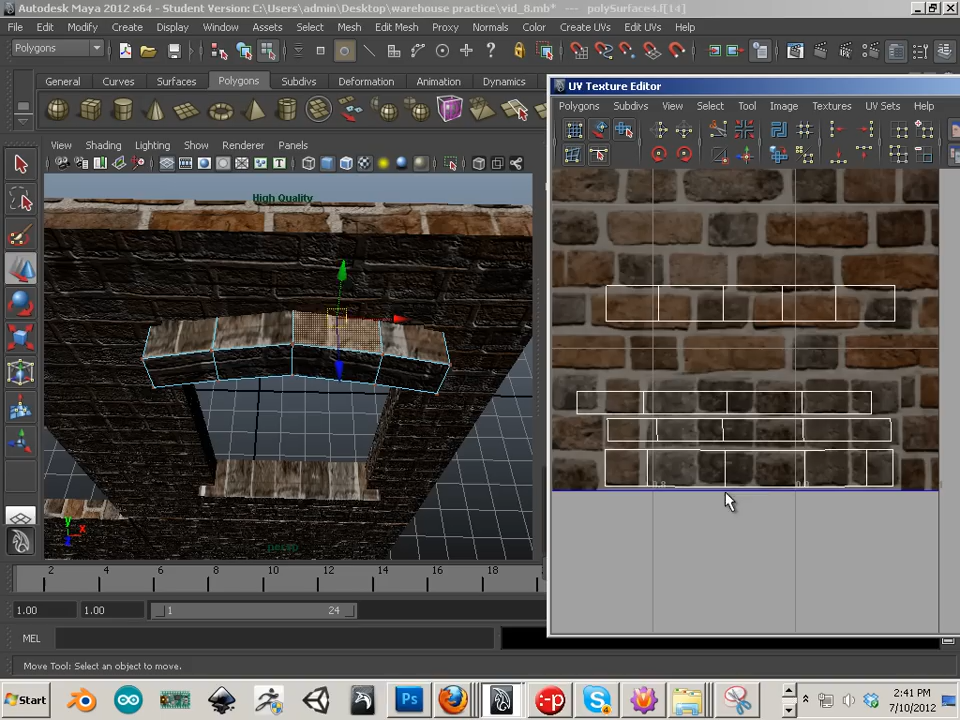 Autodesk Maya 2012 x64 - Student Version: C:\Users\admin\Desktop\warehouse practice\vid_8.mb* --- polySurface4.f[14]
File Edit Modify Create Display Window Assets Select Mesh Edit Mesh Proxy Normals Color Create UVs Edit UVs Help
Polygons
General Curves Surfaces Polygons Subdivs Deformation Animation Dynamics
UV Texture Editor
Polygons Subdivs View Select Tool Image Textures UV Sets Help
View Shading Lighting Show Renderer Panels
High Quality
y
x
z
persp
2 4 6 8 10 12 14 16 18
1.00 1.00 1 24
MEL
Move Tool: Select an object to move.
Start Ps 4 2:41 PM
7/10/2012